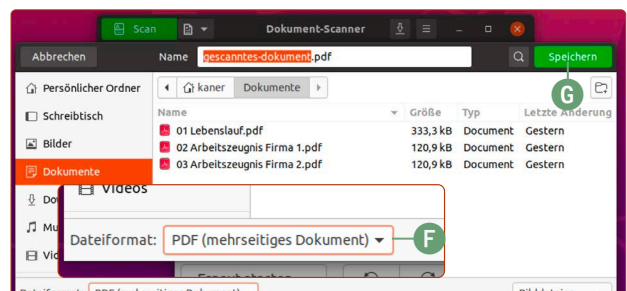 Scan
Dokument-Scanner
Abbrechen
Name gescanntes-dokument.pdf
Speichern
G
Persönlicher Ordner
kaner Dokumente
Schreibtisch
Name Größe Typ Letzte Änderung
01 Lebenslauf.pdf 333,3 kB Document Gestern
Bilder
02 Arbeitszeugnis Firma 1.pdf 120,9 kB Document Gestern
03 Arbeitszeugnis Firma 2.pdf 120,9 kB Document Gestern
Dokumente
Videos
Dateiformat: PDF (mehrseitiges Dokument) F